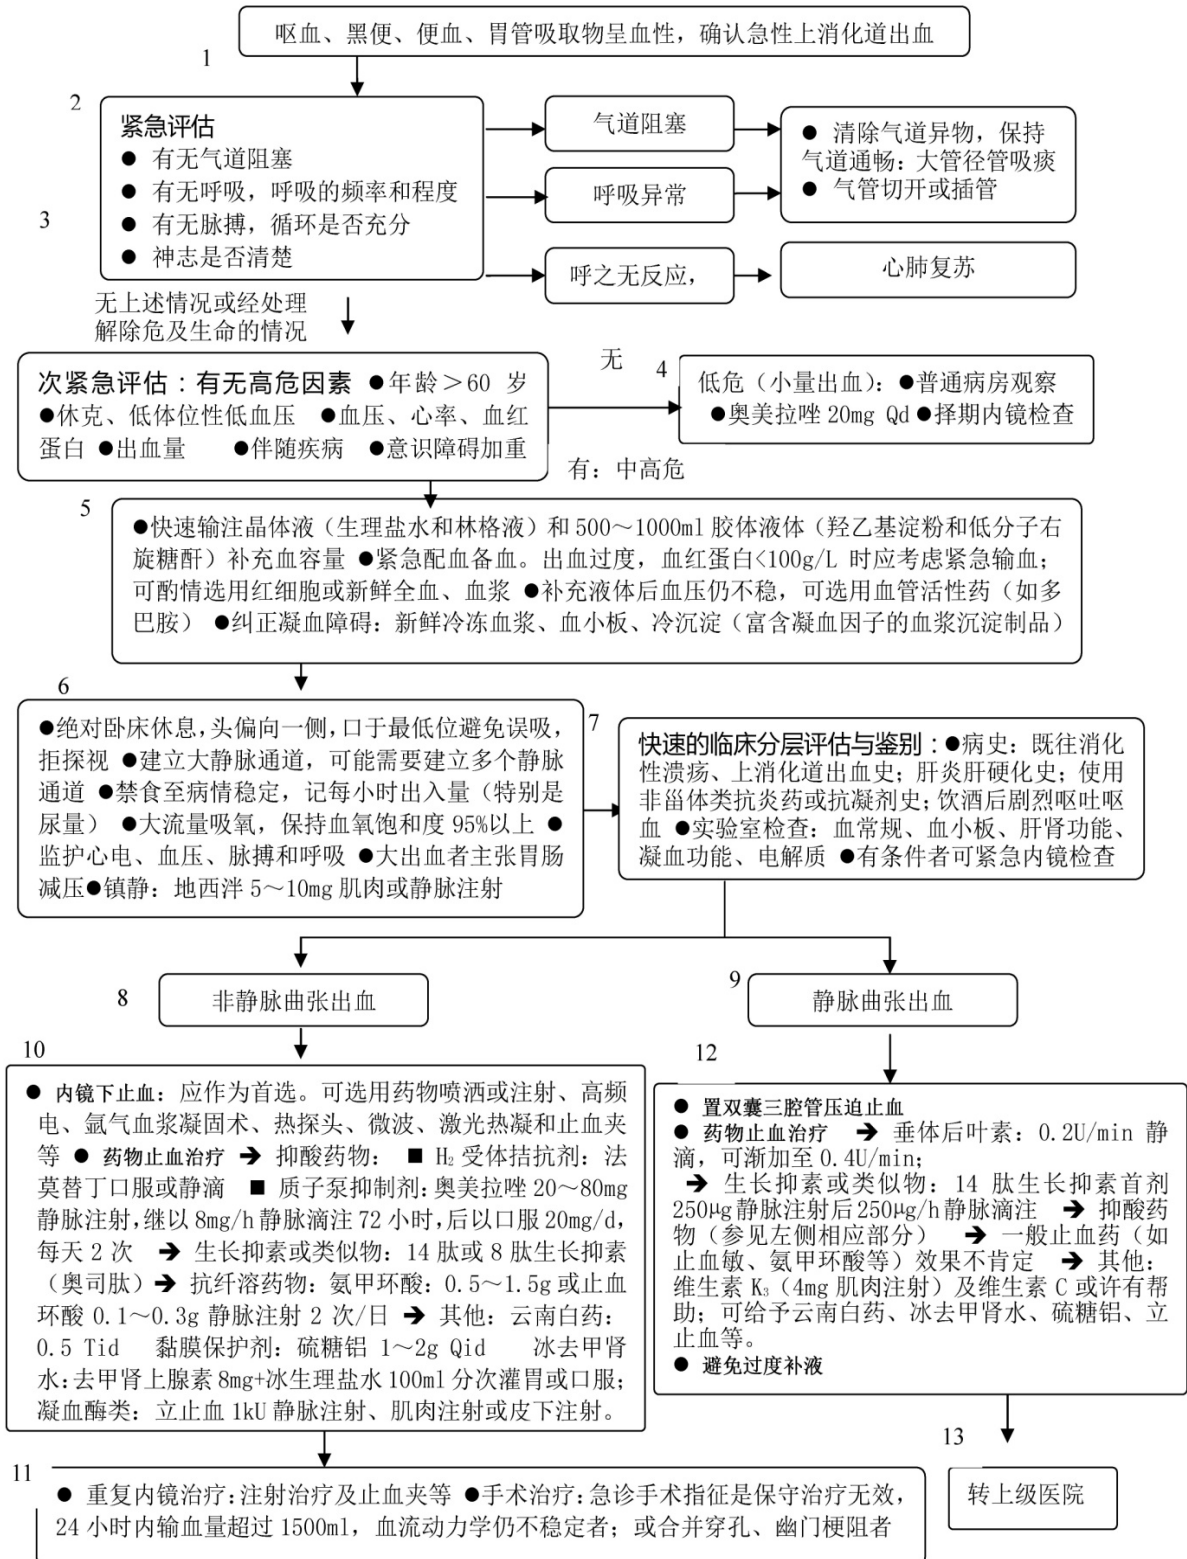 呕血、黑便、便血、胃管吸取物呈血性，确认急性上消化道出血
1
2
紧急评估
● 有无气道阻塞
● 有无呼吸，呼吸的频率和程度
● 有无脉搏，循环是否充分
● 神志是否清楚
3
气道阻塞
呼吸异常
呼之无反应，
● 清除气道异物，保持
气道通畅：大管径管吸痰
● 气管切开或插管
心肺复苏
无上述情况或经处理
解除危及生命的情况
次紧急评估：有无高危因素 ●年龄＞60 岁
●休克、低体位性低血压 ●血压、心率、血红
蛋白 ●出血量 ●伴随疾病 ●意识障碍加重
无
4
低危（小量出血）：●普通病房观察
●奥美拉唑 20mg Qd ●择期内镜检查
有：中高危
5
●快速输注晶体液（生理盐水和林格液）和 500～1000ml 胶体液体（羟乙基淀粉和低分子右
旋糖酐）补充血容量 ●紧急配血备血。出血过度，血红蛋白<100g/L 时应考虑紧急输血；
可酌情选用红细胞或新鲜全血、血浆 ●补充液体后血压仍不稳，可选用血管活性药（如多
巴胺） ●纠正凝血障碍：新鲜冷冻血浆、血小板、冷沉淀（富含凝血因子的血浆沉淀制品）
6
●绝对卧床休息，头偏向一侧，口于最低位避免误吸，
拒探视 ●建立大静脉通道，可能需要建立多个静脉
通道 ●禁食至病情稳定，记每小时出入量（特别是
尿量） ●大流量吸氧，保持血氧饱和度 95%以上 ●
监护心电、血压、脉搏和呼吸 ●大出血者主张胃肠
减压●镇静：地西泮 5～10mg 肌肉或静脉注射
7
快速的临床分层评估与鉴别：●病史：既往消化
性溃疡、上消化道出血史；肝炎肝硬化史；使用
非甾体类抗炎药或抗凝剂史；饮酒后剧烈呕吐呕
血 ●实验室检查：血常规、血小板、肝肾功能、
凝血功能、电解质 ●有条件者可紧急内镜检查
8
非静脉曲张出血
9
静脉曲张出血
10
● 内镜下止血：应作为首选。可选用药物喷洒或注射、高频
电、氩气血浆凝固术、热探头、微波、激光热凝和止血夹
等 ● 药物止血治疗 ➔ 抑酸药物： ■ H₂ 受体拮抗剂：法
莫替丁口服或静滴 ■ 质子泵抑制剂：奥美拉唑 20～80mg
静脉注射，继以 8mg/h 静脉滴注 72 小时，后以口服 20mg/d，
每天 2 次 ➔ 生长抑素或类似物：14 肽或 8 肽生长抑素
（奥司肽）➔ 抗纤溶药物：氨甲环酸：0.5～1.5g 或止血
环酸 0.1～0.3g 静脉注射 2 次/日 ➔ 其他：云南白药：
0.5 Tid 黏膜保护剂：硫糖铝 1～2g Qid 冰去甲肾
水：去甲肾上腺素 8mg+冰生理盐水 100ml 分次灌胃或口服；
凝血酶类：立止血 1kU 静脉注射、肌肉注射或皮下注射。
12
● 置双囊三腔管压迫止血
● 药物止血治疗 ➔ 垂体后叶素：0.2U/min 静
滴，可渐加至 0.4U/min；
➔ 生长抑素或类似物：14 肽生长抑素首剂
250μg 静脉注射后 250μg/h 静脉滴注 ➔ 抑酸药
物（参见左侧相应部分） ➔ 一般止血药（如
止血敏、氨甲环酸等）效果不肯定 ➔ 其他：
维生素 K₃（4mg 肌肉注射）及维生素 C 或许有帮
助；可给予云南白药、冰去甲肾水、硫糖铝、立
止血等。
● 避免过度补液
11
● 重复内镜治疗：注射治疗及止血夹等 ●手术治疗：急诊手术指征是保守治疗无效，
24 小时内输血量超过 1500ml，血流动力学仍不稳定者；或合并穿孔、幽门梗阻者
13
转上级医院